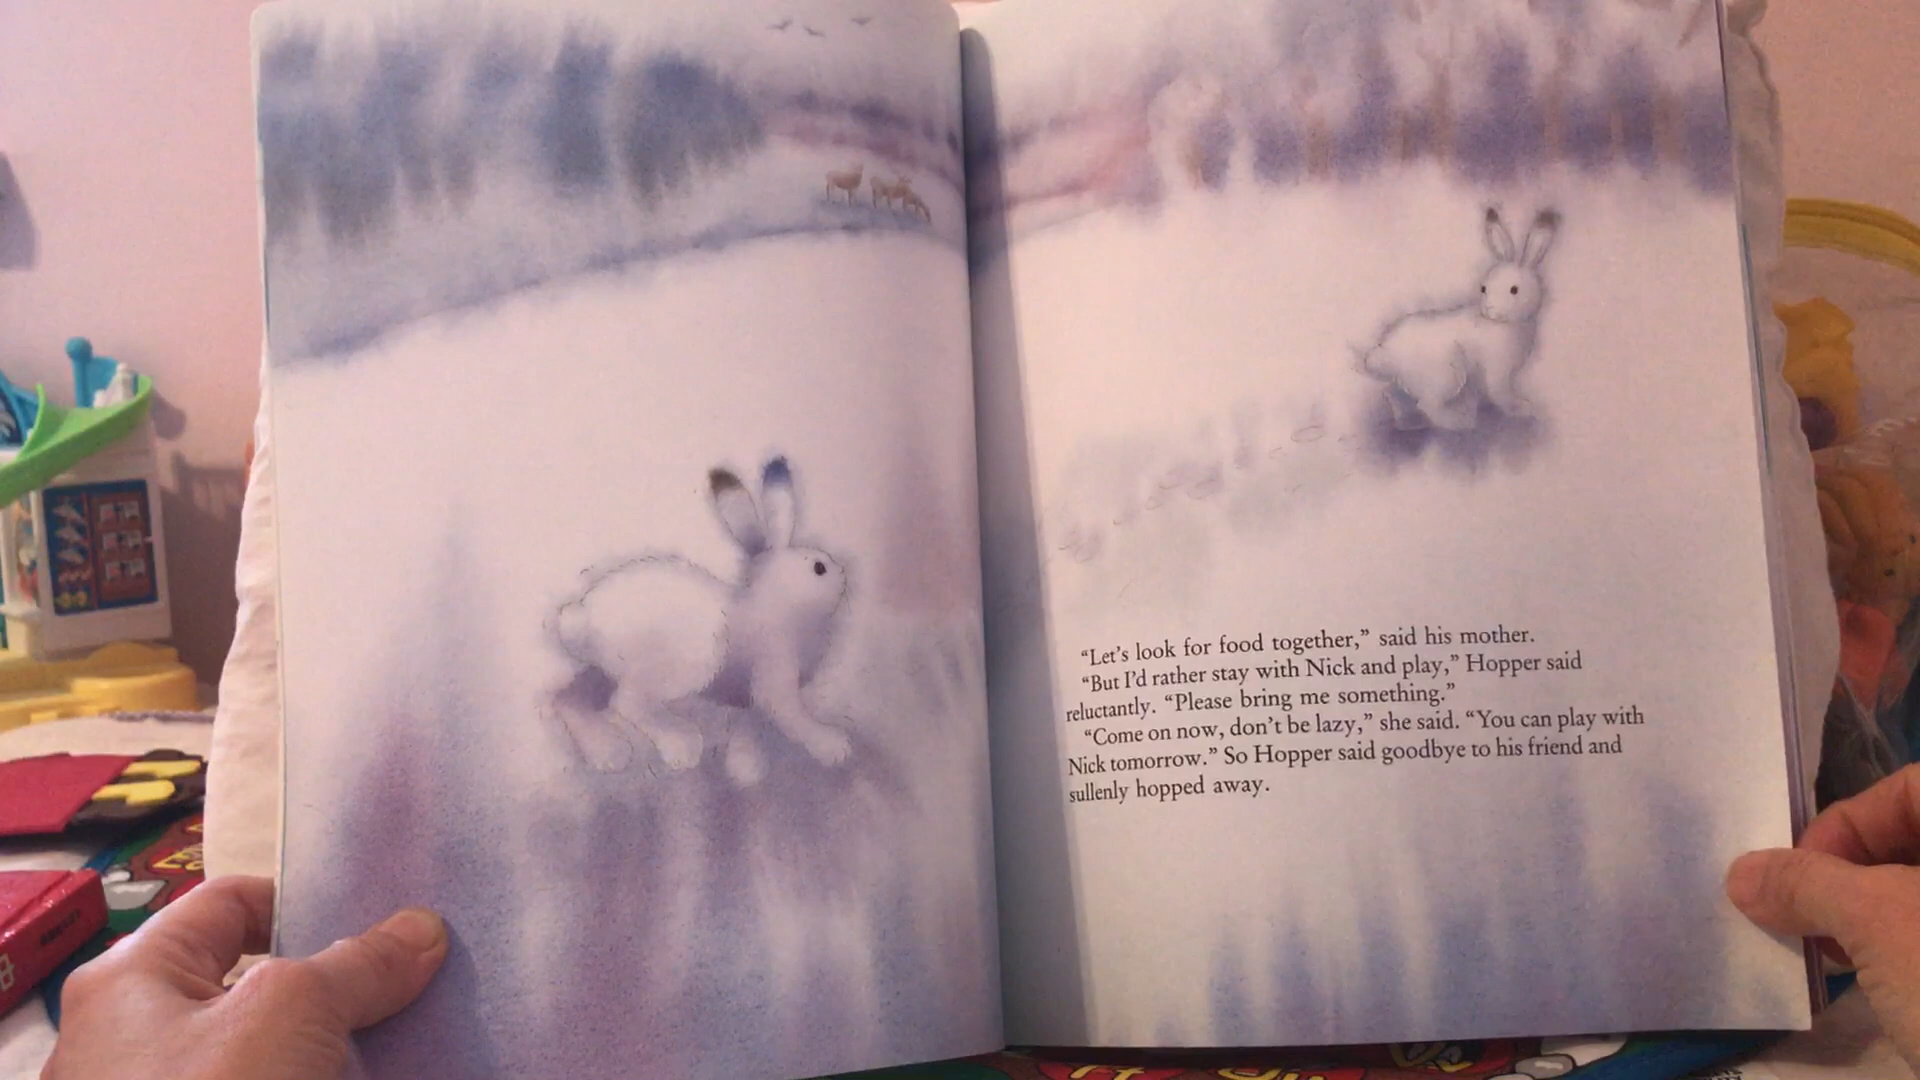 “Let’s look for food together,” said his mother.
“But I’d rather stay with Nick and play,” Hopper said
reluctantly. “Please bring me something.”
“Come on now, don’t be lazy,” she said. “You can play with
Nick tomorrow.” So Hopper said goodbye to his friend and
sullenly hopped away.